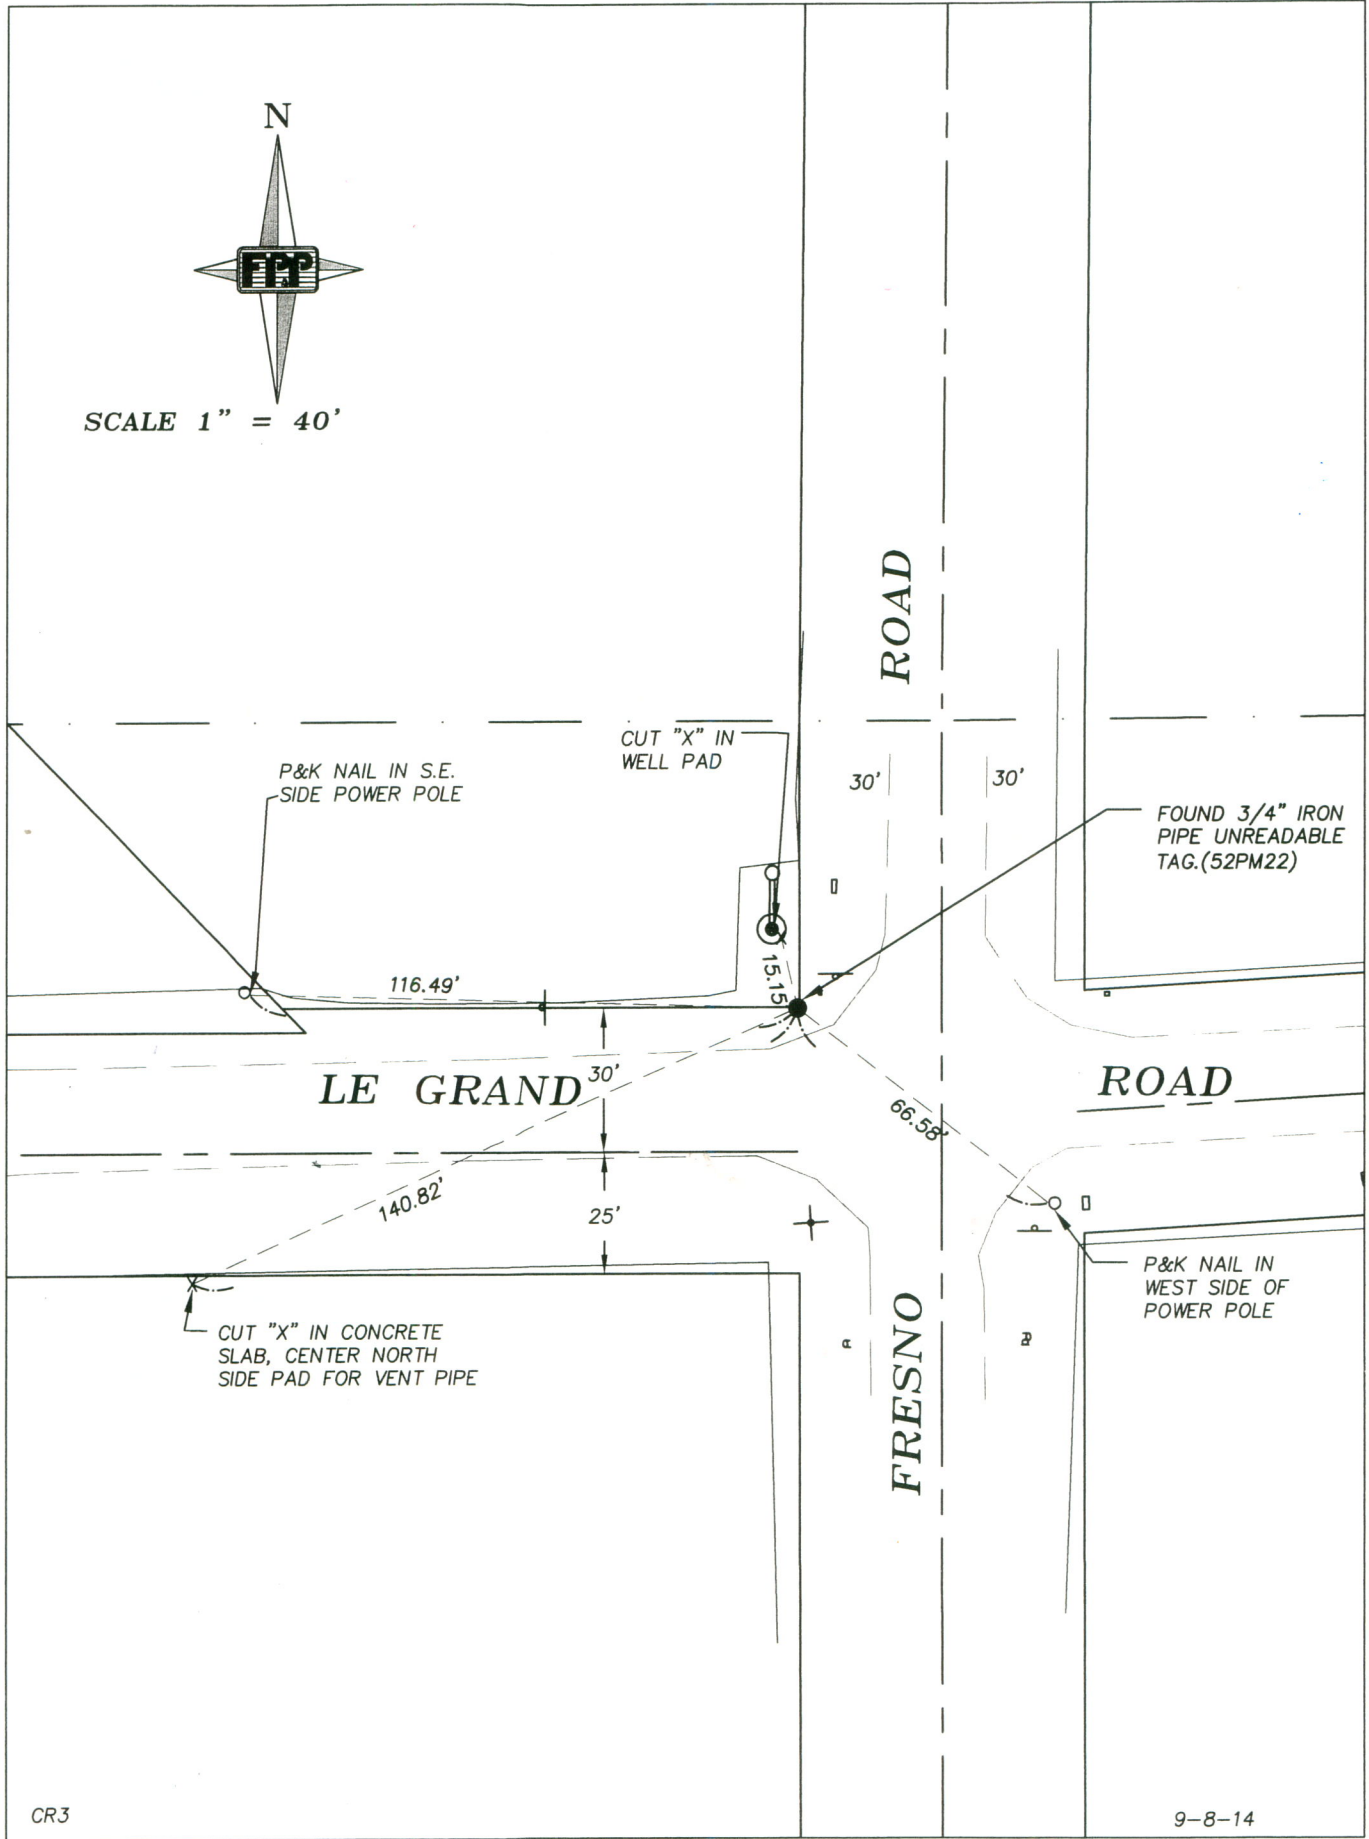 N
FP&P
SCALE 1" = 40'
ROAD
CUT "X" IN
WELL PAD
P&K NAIL IN S.E.
SIDE POWER POLE
30'
30'
FOUND 3/4" IRON
PIPE UNREADABLE
TAG.(52PM22)
116.49'
15.15'
LE GRAND
30'
ROAD
66.58'
140.82'
25'
P&K NAIL IN
WEST SIDE OF
POWER POLE
CUT "X" IN CONCRETE
SLAB, CENTER NORTH
SIDE PAD FOR VENT PIPE
FRESNO
CR3
9-8-14